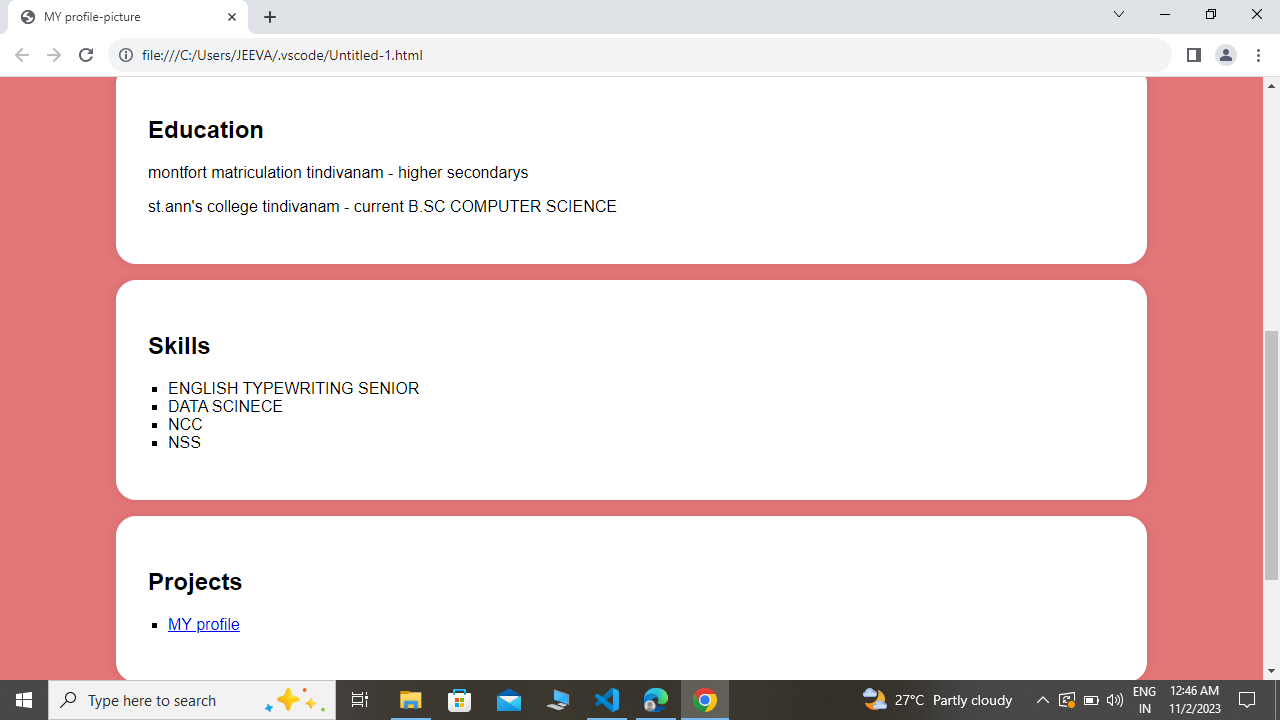 MY profile-picture
file:///C:/Users/JEEVA/.vscode/Untitled-1.html
Education
montfort matriculation tindivanam - higher secondarys
st.ann's college tindivanam - current B.SC COMPUTER SCIENCE
Skills
ENGLISH TYPEWRITING SENIOR
DATA SCINECE
NCC
NSS
Projects
MY profile
Type here to search
27°C Partly cloudy
ENG
IN
12:46 AM
11/2/2023